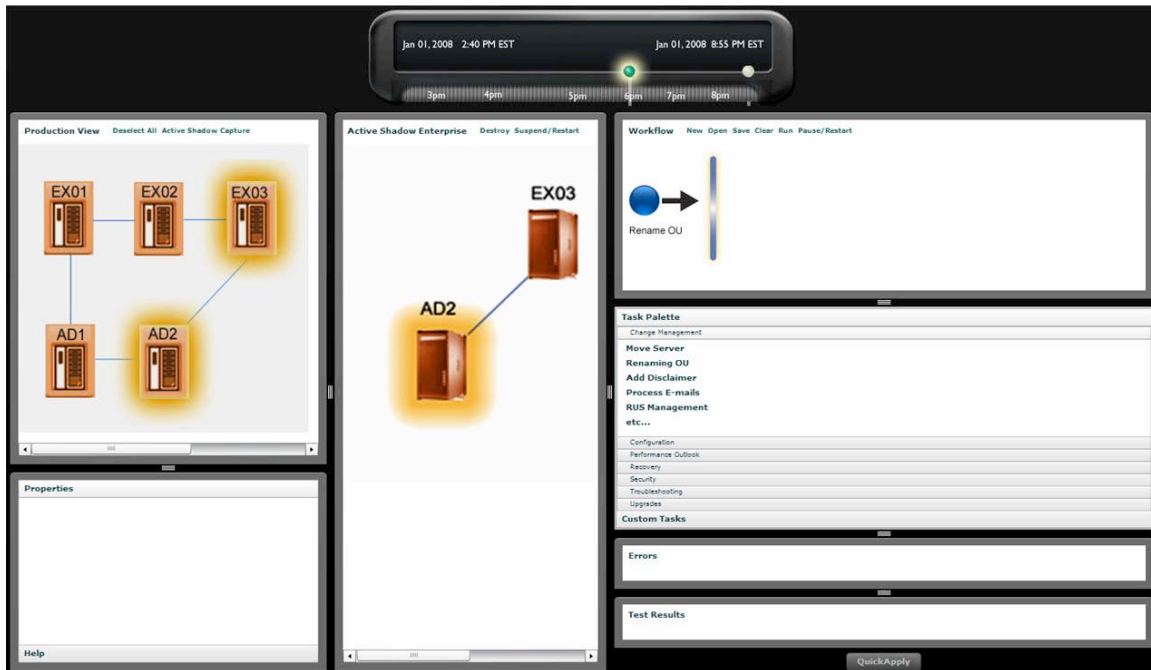 Jan 01, 2008 2:40 PM EST
Jan 01, 2008 8:55 PM EST
3pm 4pm 5pm 6pm 7pm 8pm
Production View Deselect All Active Shadow Capture
EX01 EX02 EX03
AD1 AD2
Properties
Help
Active Shadow Enterprise Destroy Suspend/Restart
EX03
AD2
Workflow New Open Save Clear Run Pause/Restart
Rename OU
Task Palette
Change Management
Move Server
Renaming OU
Add Disclaimer
Process E-mails
RUS Management
etc...
Configuration
Performance Outlook
Recovery
Security
Troubleshooting
Upgrades
Custom Tasks
Errors
Test Results
QuickApply